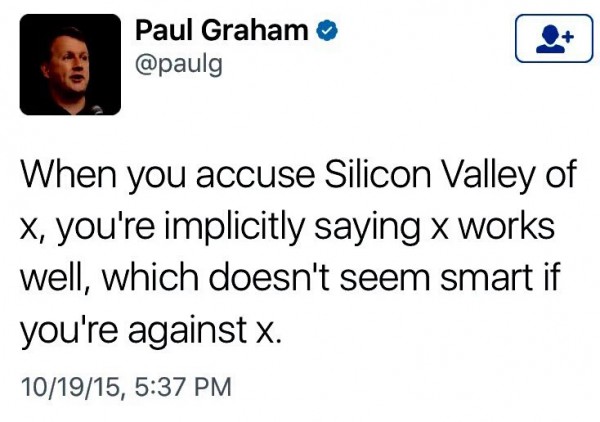 Paul Graham
@paulg
When you accuse Silicon Valley of
x, you're implicitly saying x works
well, which doesn't seem smart if
you're against x.
10/19/15, 5:37 PM